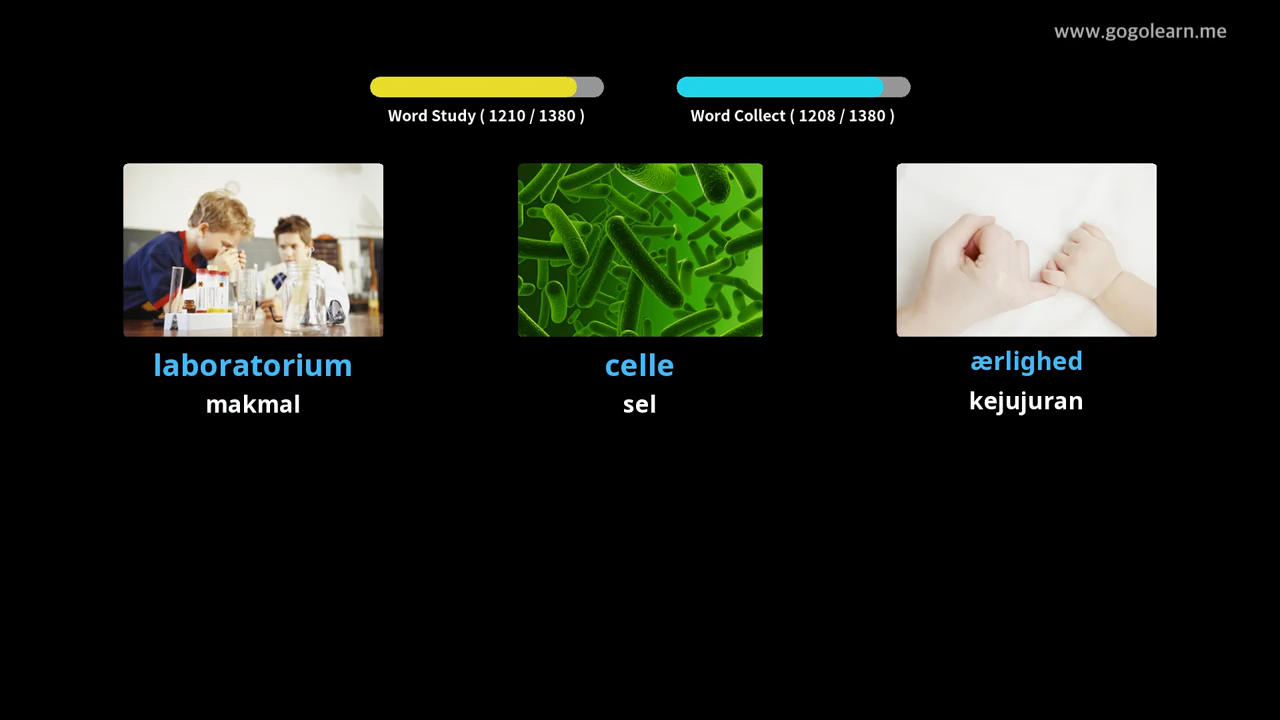 www.gogolearn.me
Word Study ( 1210 / 1380 )
Word Collect ( 1208 / 1380 )
laboratorium
makmal
celle
sel
ærlighed
kejujuran